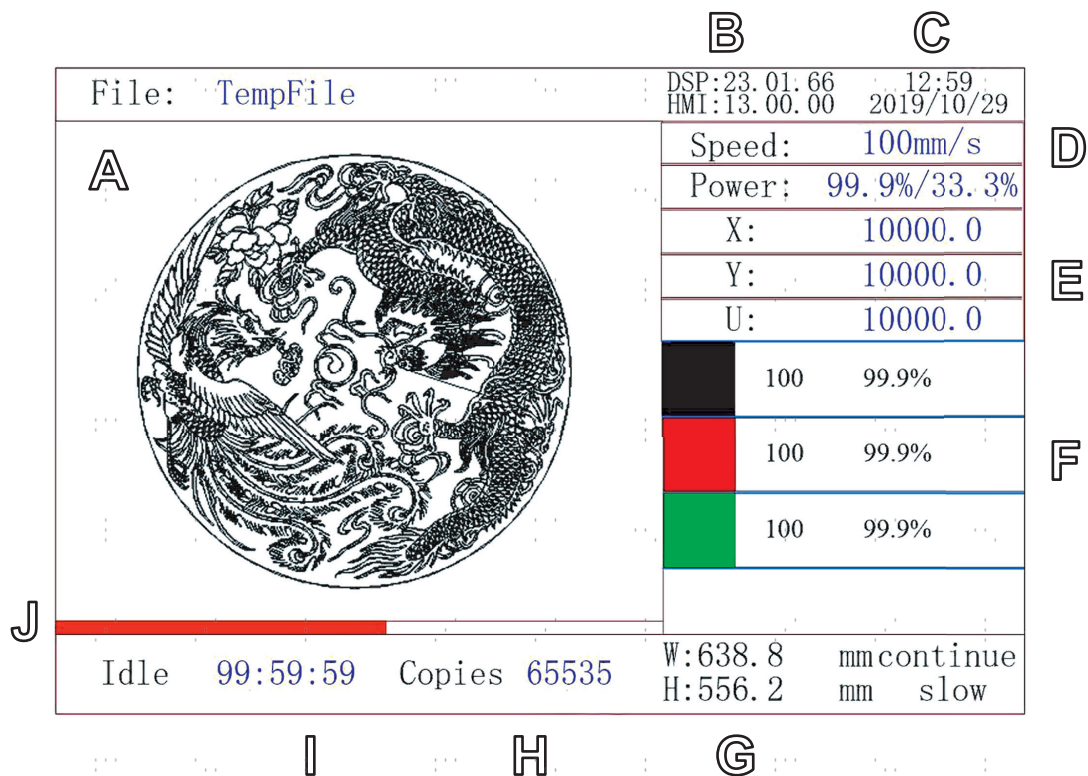 B C
File: TempFile DSP:23.01.66 12:59
HMI:13.00.00 2019/10/29
A Speed: 100mm/s D
Power: 99.9%/33.3%
X: 10000.0
Y: 10000.0 E
U: 10000.0
100 99.9%
100 99.9% F
100 99.9%
J
Idle 99:59:59 Copies 65535 W:638.8 mm continue
H:556.2 mm slow
I H G